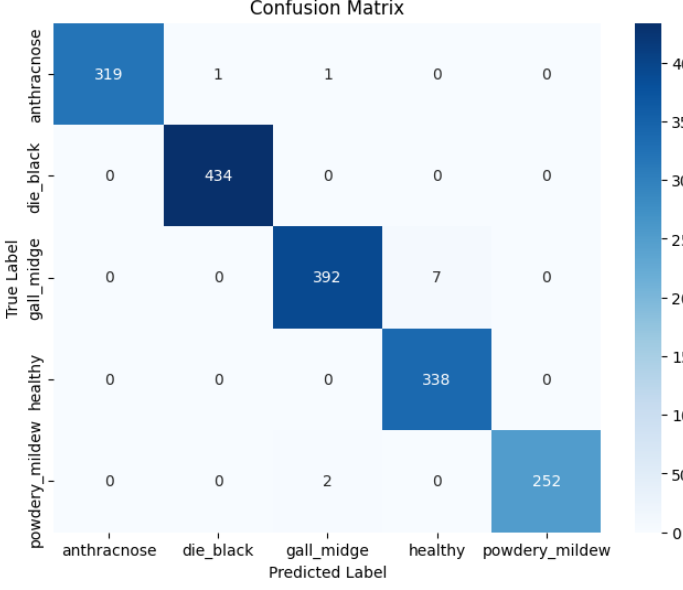 Confusion Matrix
True Label
anthracnose 319 1 1 0 0
die_black 0 434 0 0 0
gall_midge 0 0 392 7 0
healthy 0 0 0 338 0
powdery_mildew 0 0 2 0 252
anthracnose die_black gall_midge healthy powdery_mildew
Predicted Label
50
0